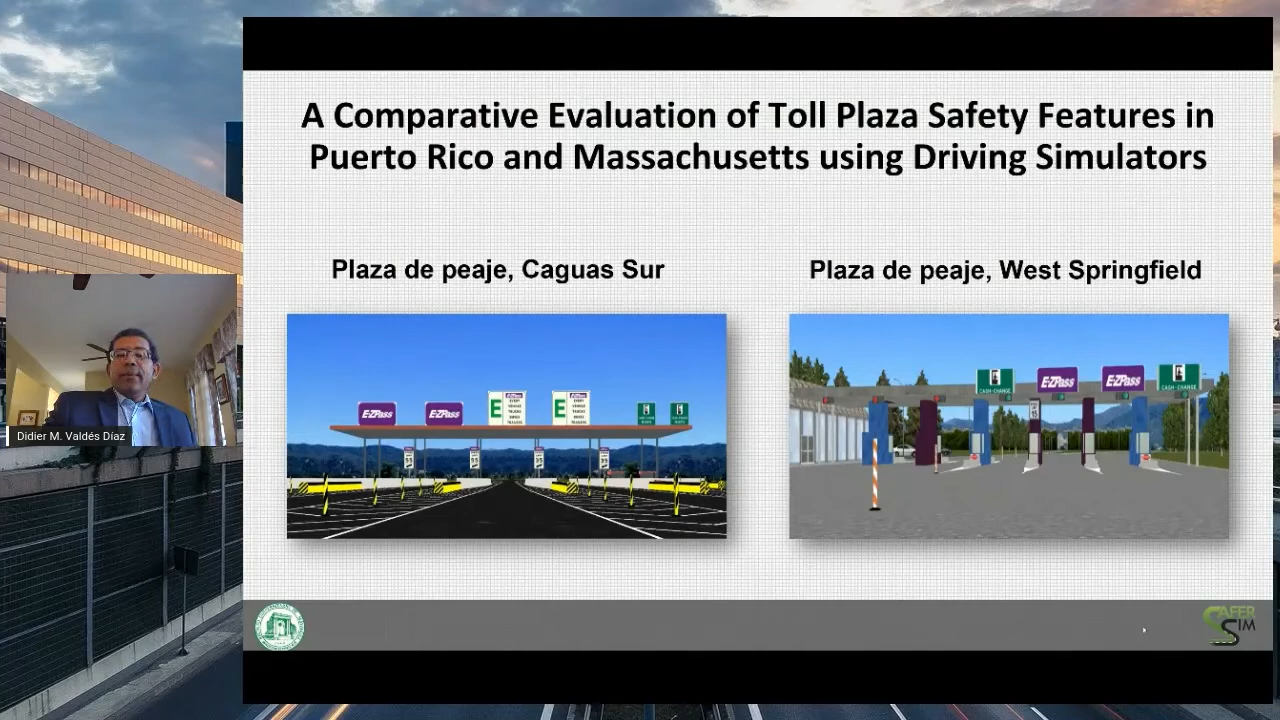 A Comparative Evaluation of Toll Plaza Safety Features in
Puerto Rico and Massachusetts using Driving Simulators
Plaza de peaje, Caguas Sur
Plaza de peaje, West Springfield
E-ZPass
E-ZPass
E
E
CASH-CHANGE
E-ZPass
E-ZPass
CASH-CHANGE
Didier M. Valdés Díaz
SAFER
SIM